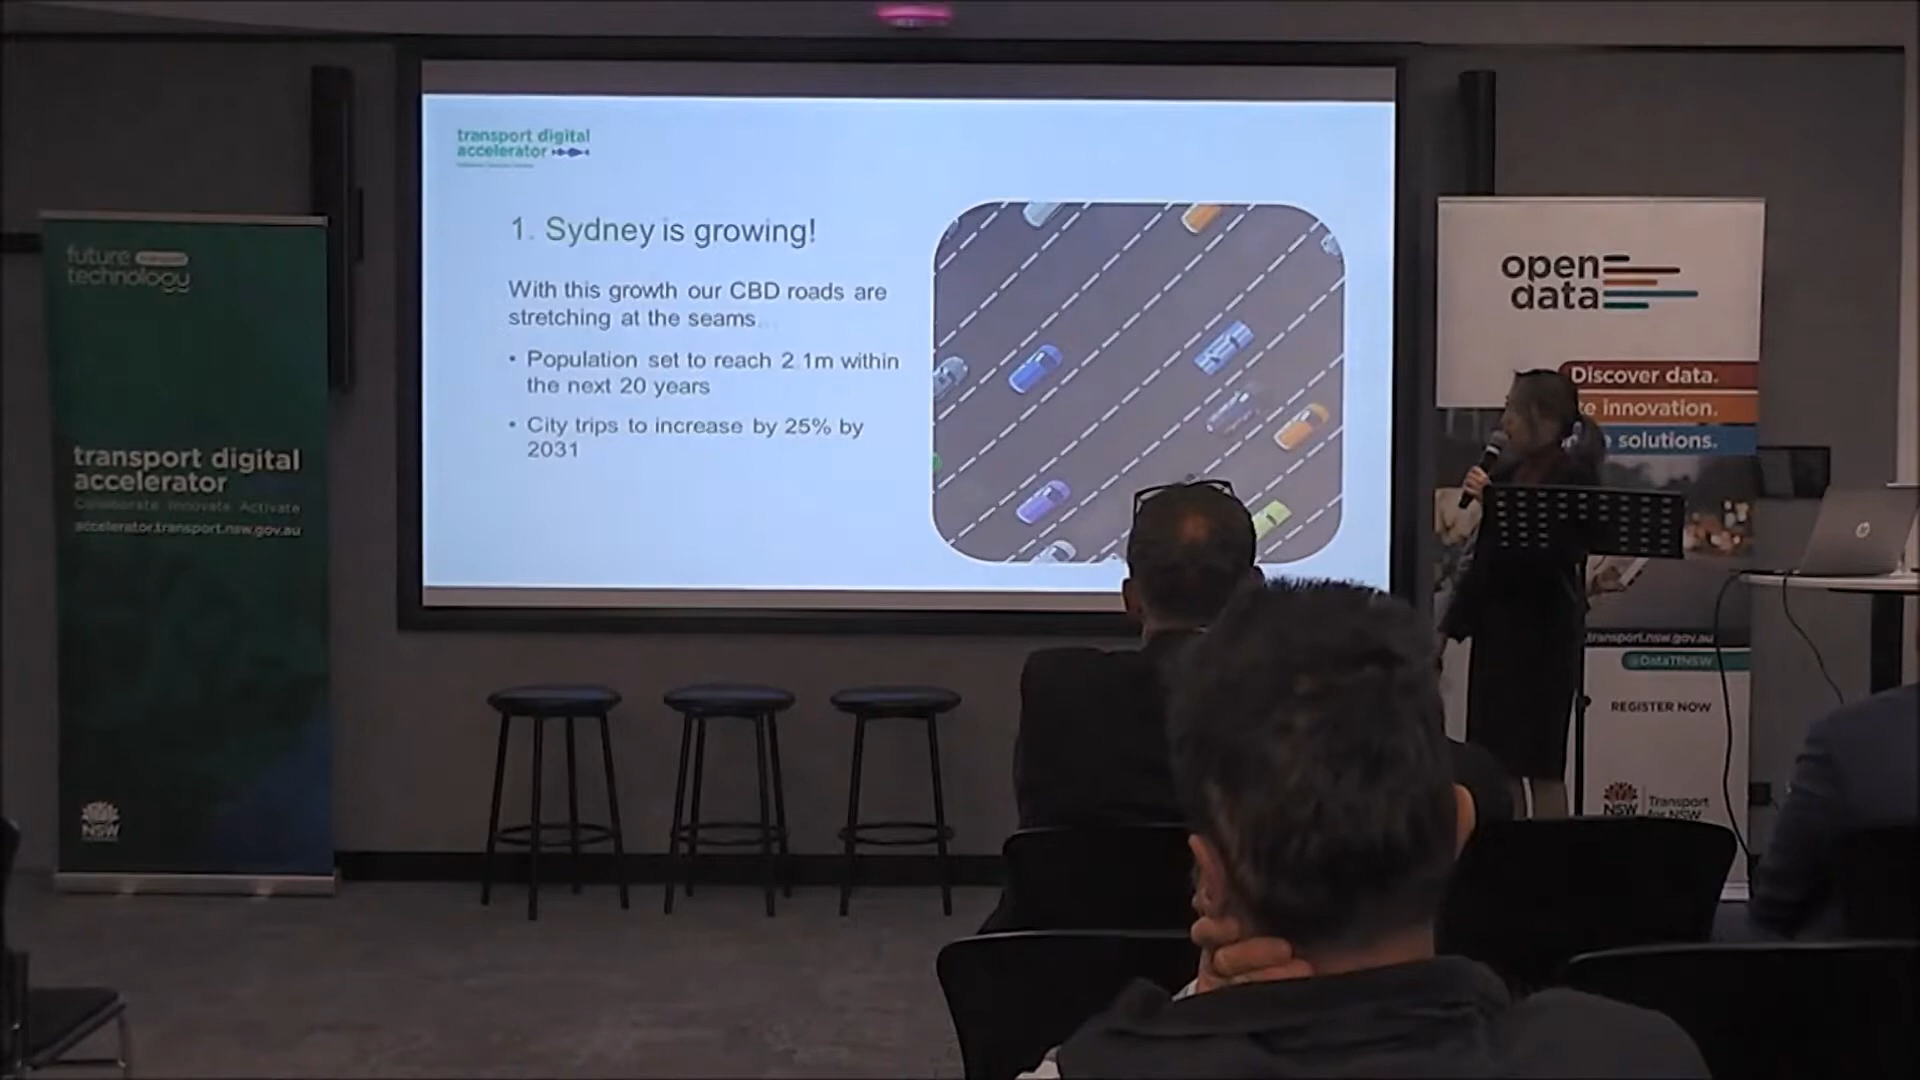 future
technology
transport digital
accelerator
Collaborate Innovate Activate
accelerator.transport.nsw.gov.au
NSW
transport digital
accelerator
1. Sydney is growing!
With this growth our CBD roads are
stretching at the seams
• Population set to reach 2.1m within
the next 20 years
• City trips to increase by 25% by
2031
open
data
Discover data.
innovation.
solutions.
transport.nsw.gov.au
@DataTfNSW
REGISTER NOW
NSW
Transport
for NSW